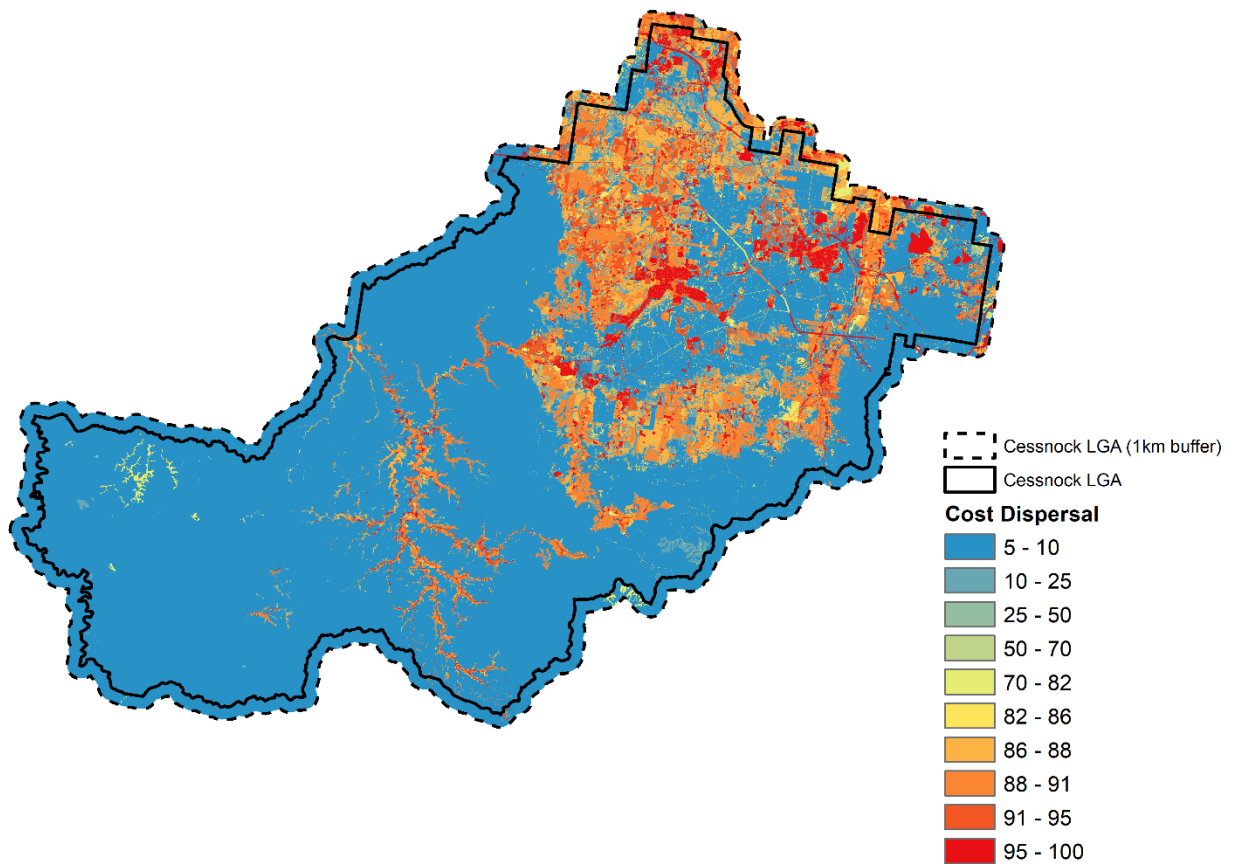 Cessnock LGA (1km buffer)
Cessnock LGA
Cost Dispersal
5 - 10
10 - 25
25 - 50
50 - 70
70 - 82
82 - 86
86 - 88
88 - 91
91 - 95
95 - 100